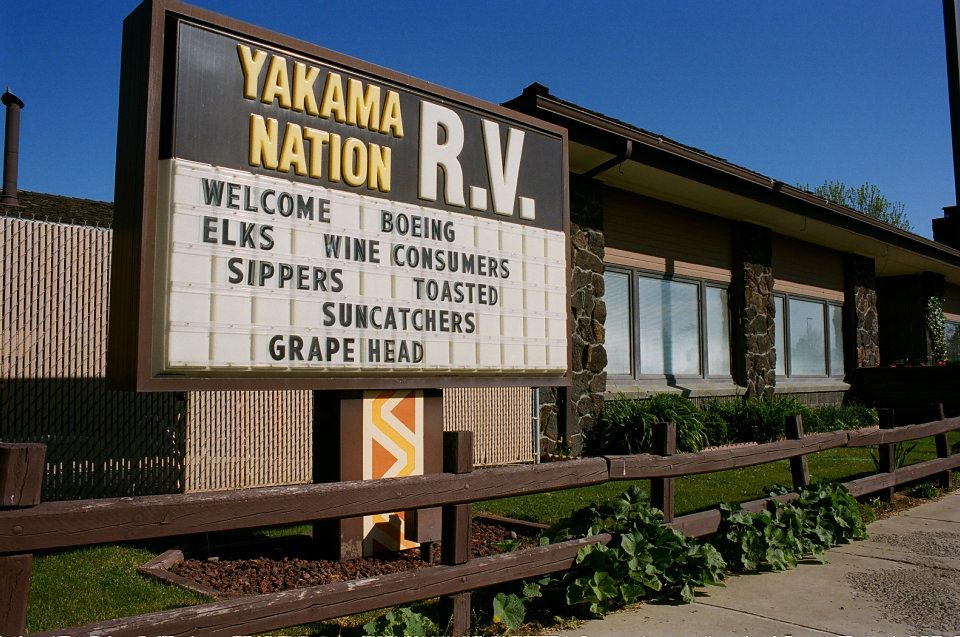 YAKAMA
NATION R.V.
WELCOME BOEING
ELKS WINE CONSUMERS
SIPPERS TOASTED
SUNCATCHERS
GRAPE HEAD